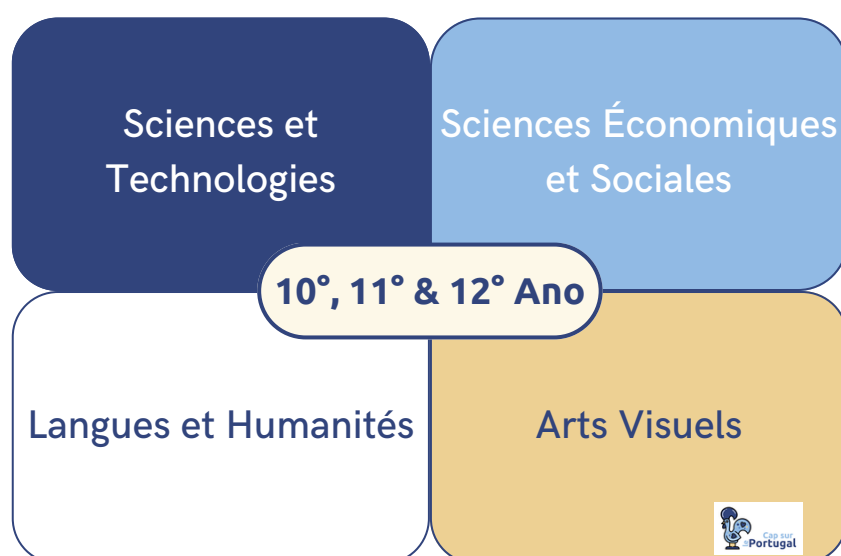 Sciences et
Technologies
Sciences Économiques
et Sociales
10°, 11° & 12° Ano
Langues et Humanités
Arts Visuels
Cap sur
Portugal